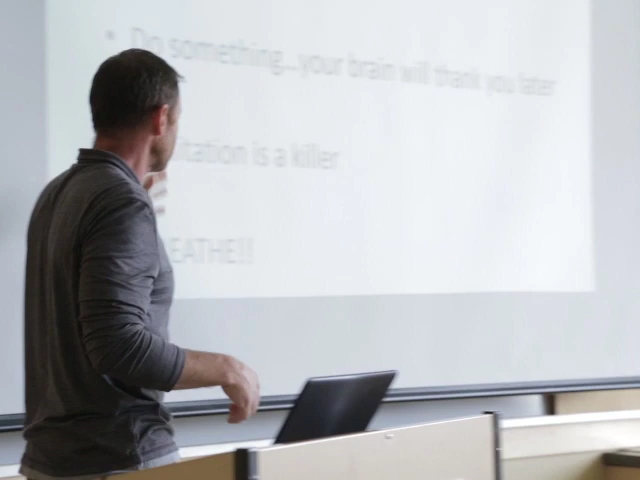 • Do something...your brain will thank you later
itation is a killer
EATHE!!